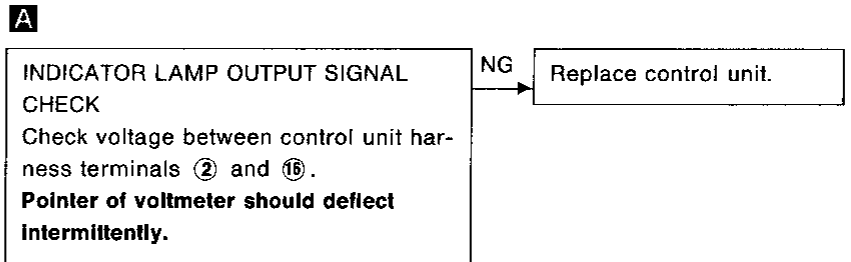 A
INDICATOR LAMP OUTPUT SIGNAL
CHECK
Check voltage between control unit har-
ness terminals ② and ⑯.
Pointer of voltmeter should deflect
intermittently.
NG
Replace control unit.